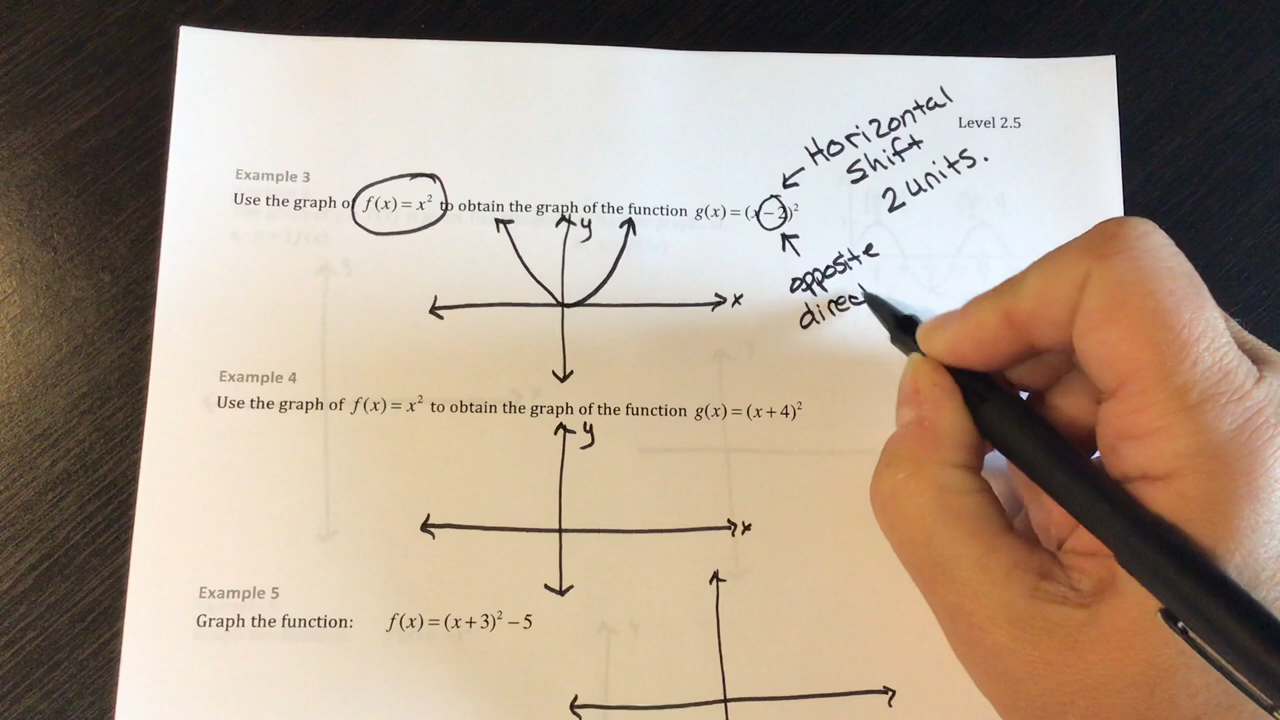 Level 2.5
Horizontal
shift
2 units.
Example 3
Use the graph of f(x) = x² to obtain the graph of the function g(x) = (x − 2)²
y
x
opposite
direc
Example 4
Use the graph of f(x) = x² to obtain the graph of the function g(x) = (x + 4)²
y
x
Example 5
Graph the function: f(x) = (x + 3)² − 5